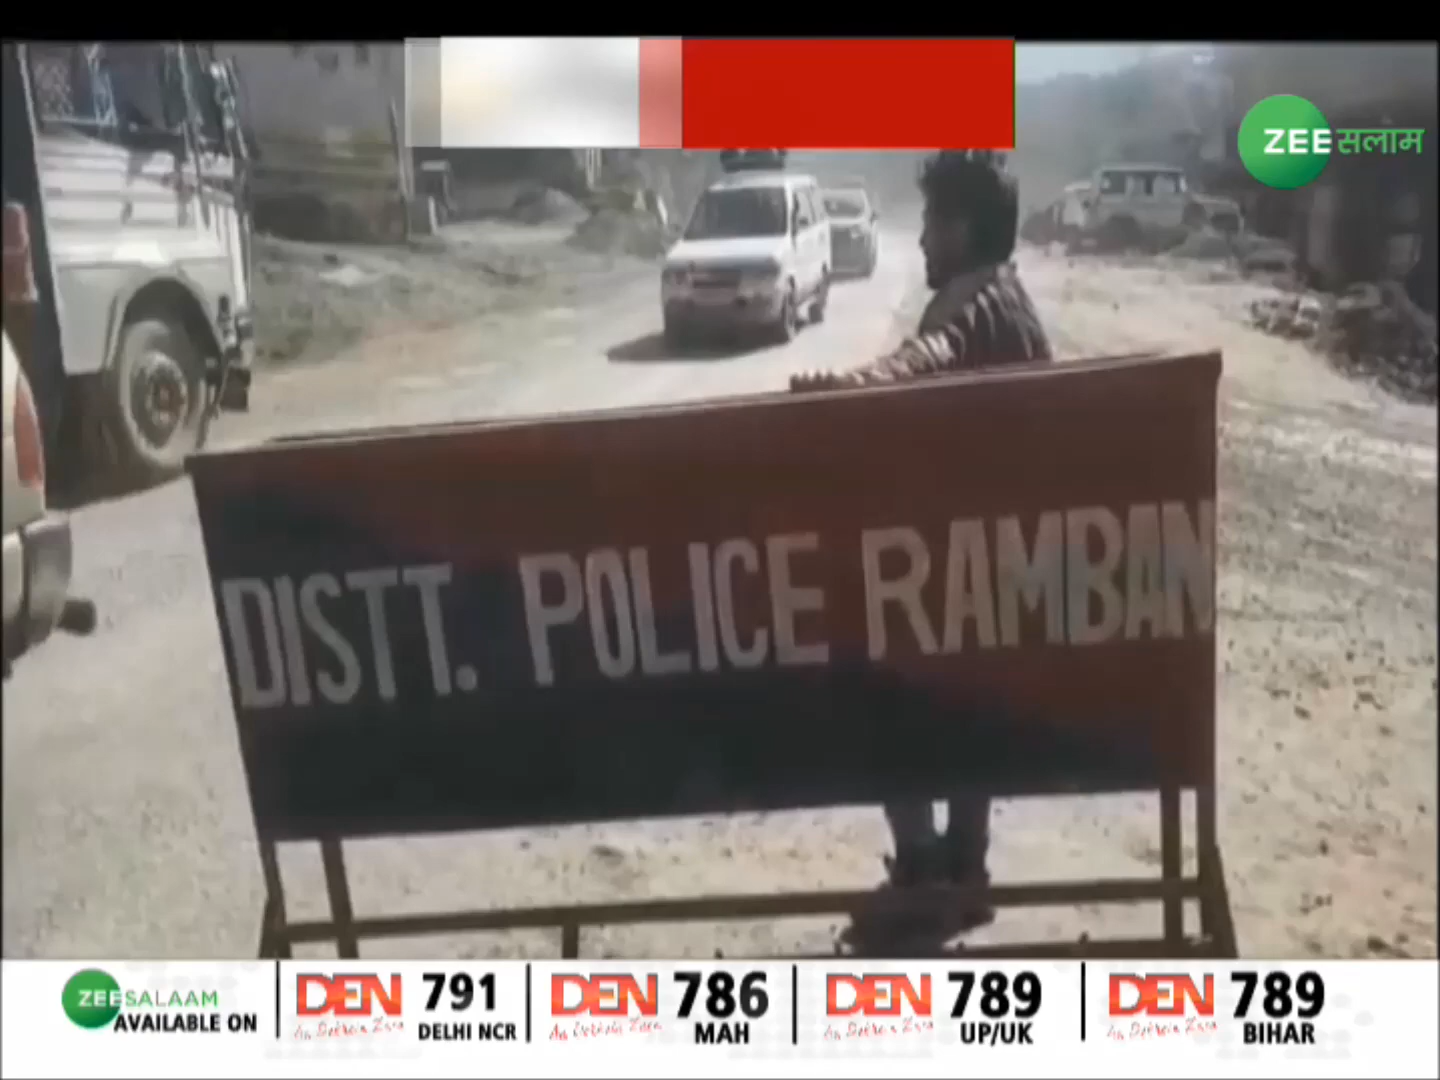 ZEE सलाम
DISTT. POLICE RAMBAN
ZEE SALAAM
AVAILABLE ON
DEN
791
DELHI NCR
DEN
786
MAH
DEN
789
UP/UK
DEN
789
BIHAR